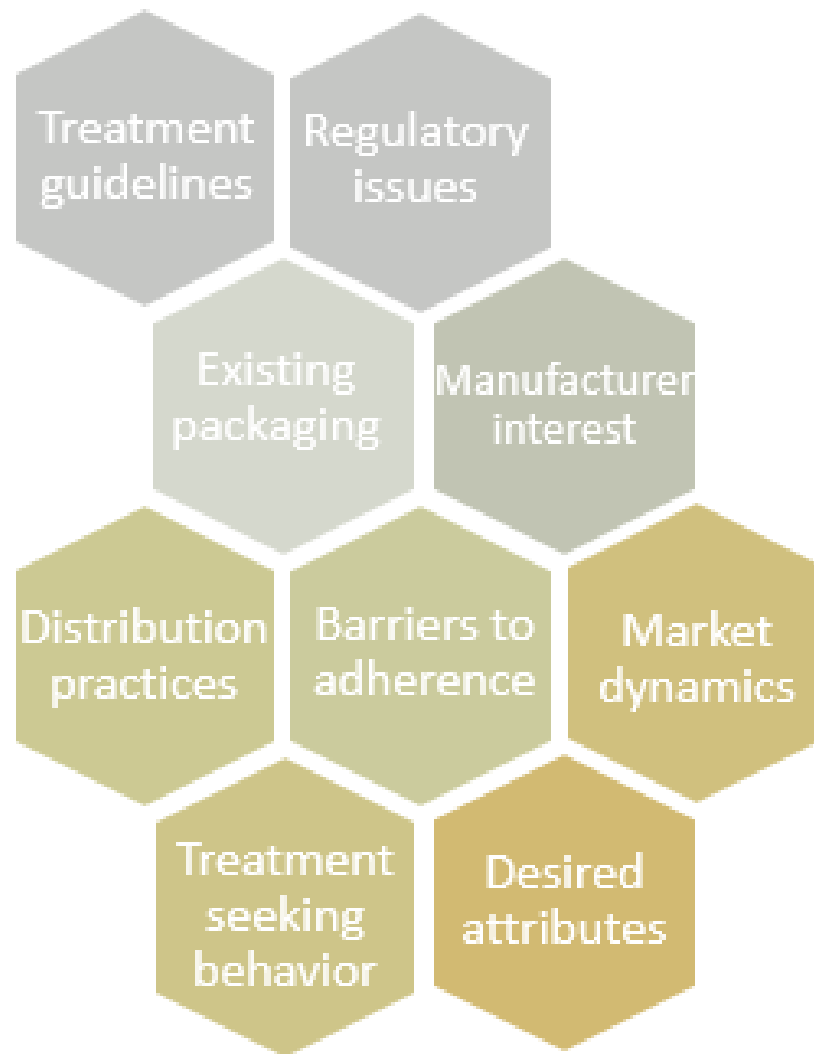 Treatment
guidelines
Regulatory
issues
Existing
packaging
Manufacturer
interest
Distribution
practices
Barriers to
adherence
Market
dynamics
Treatment
seeking
behavior
Desired
attributes